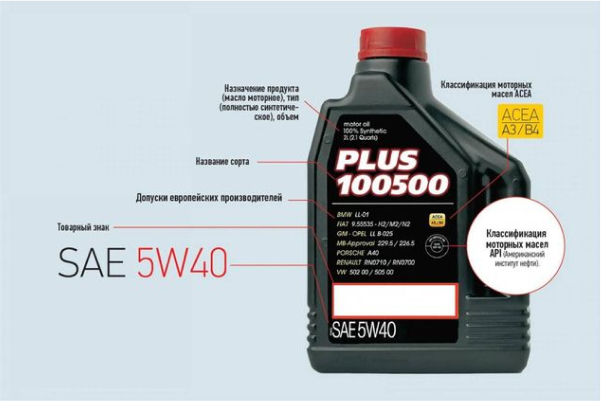 Назначение продукта
(масло моторное), тип
(полностью синтетиче-
ское), объем
Название сорта
Допуски европейских производителей
Товарный знак
SAE 5W40
motor oil
100% Synthetic
2L (2.1 Quarts)
PLUS
100500
BMW LL-01
FIAT 9.55535 - H2/M2/N2
GM - OPEL LL B-025
MB-Approval 229.5 / 226.5
PORSCHE A40
RENAULT RN0710 / RN0700
VW 502 00 / 505 00
ACEA
A3/B4
SAE 5W40
Классификация моторных
масел ACEA
ACEA
A3/B4
Классификация
моторных масел
API (Американский
институт нефти).